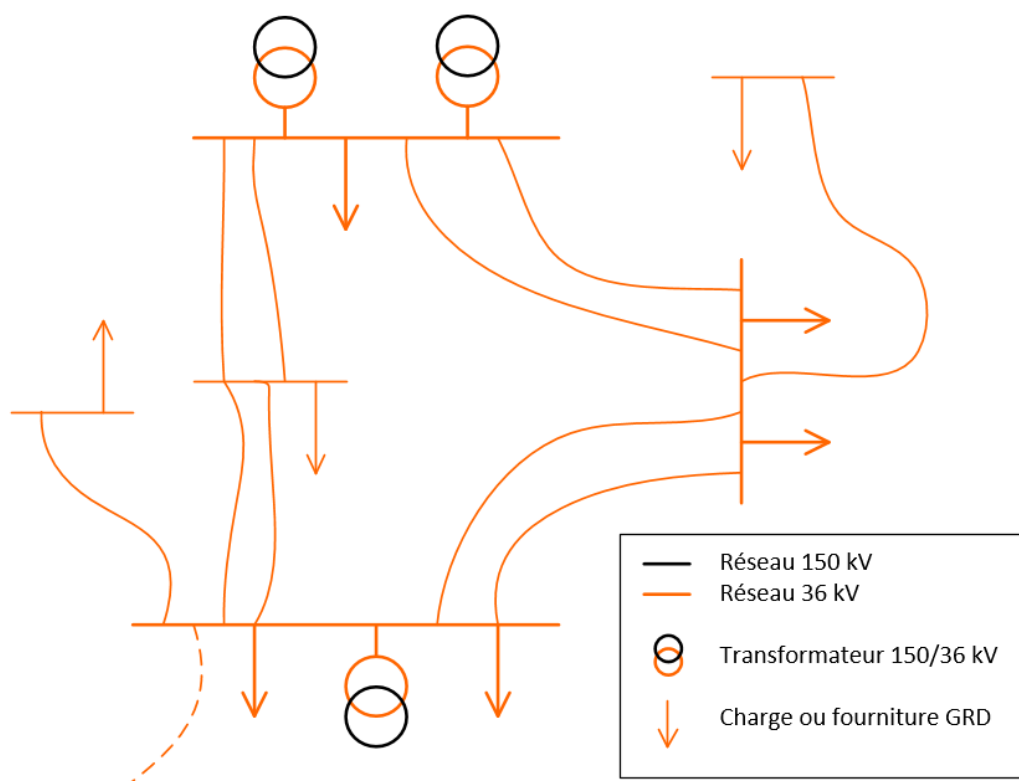 Réseau 150 kV
Réseau 36 kV
Transformateur 150/36 kV
Charge ou fourniture GRD